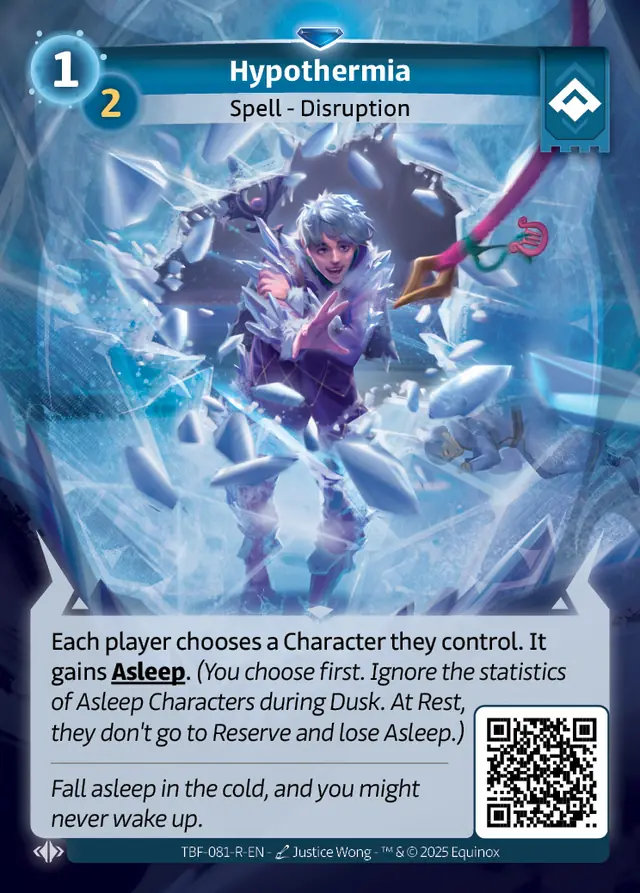 1
Hypothermia
2
Spell - Disruption
Each player chooses a Character they control. It
gains Asleep. (You choose first. Ignore the statistics
of Asleep Characters during Dusk. At Rest,
they don't go to Reserve and lose Asleep.)
Fall asleep in the cold, and you might
never wake up.
TBF-081-R-EN - Justice Wong - ™ & © 2025 Equinox